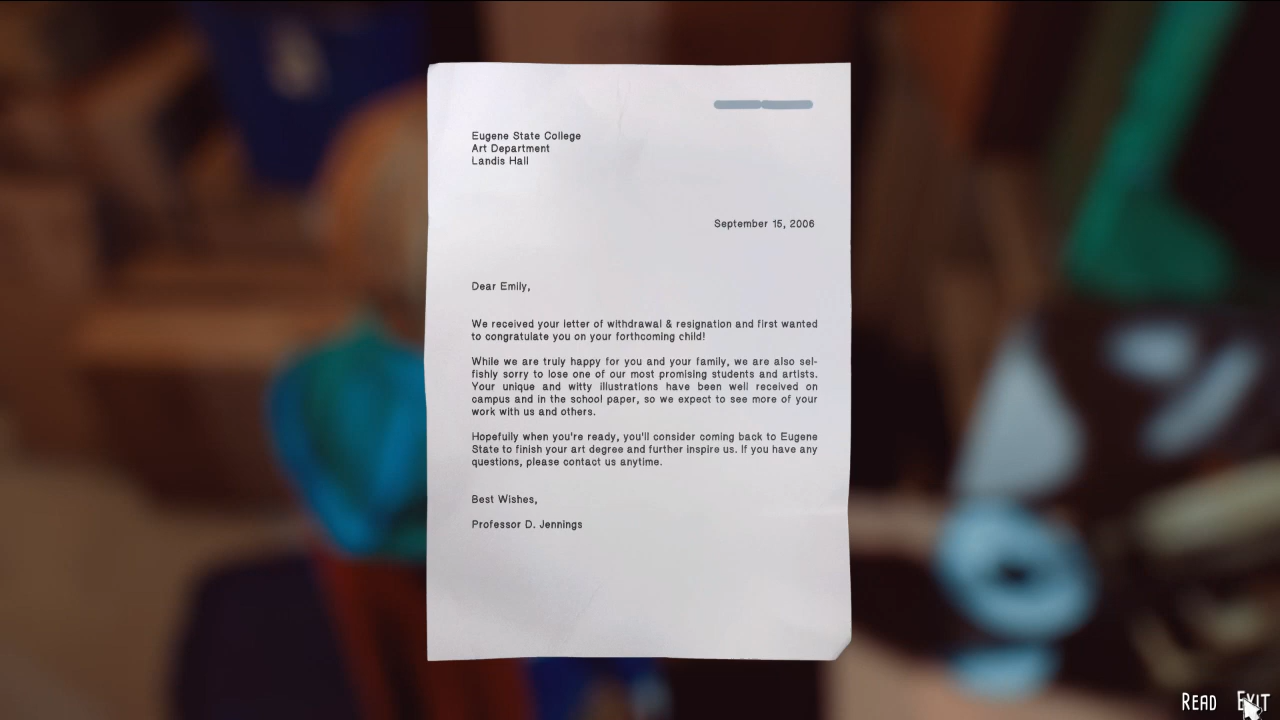 Eugene State College
Art Department
Landis Hall
September 15, 2006
Dear Emily,
We received your letter of withdrawal & resignation and first wanted
to congratulate you on your forthcoming child!
While we are truly happy for you and your family, we are also sel-
fishly sorry to lose one of our most promising students and artists.
Your unique and witty illustrations have been well received on
campus and in the school paper, so we expect to see more of your
work with us and others.
Hopefully when you're ready, you'll consider coming back to Eugene
State to finish your art degree and further inspire us. If you have any
questions, please contact us anytime.
Best Wishes,
Professor D. Jennings
READ EXIT